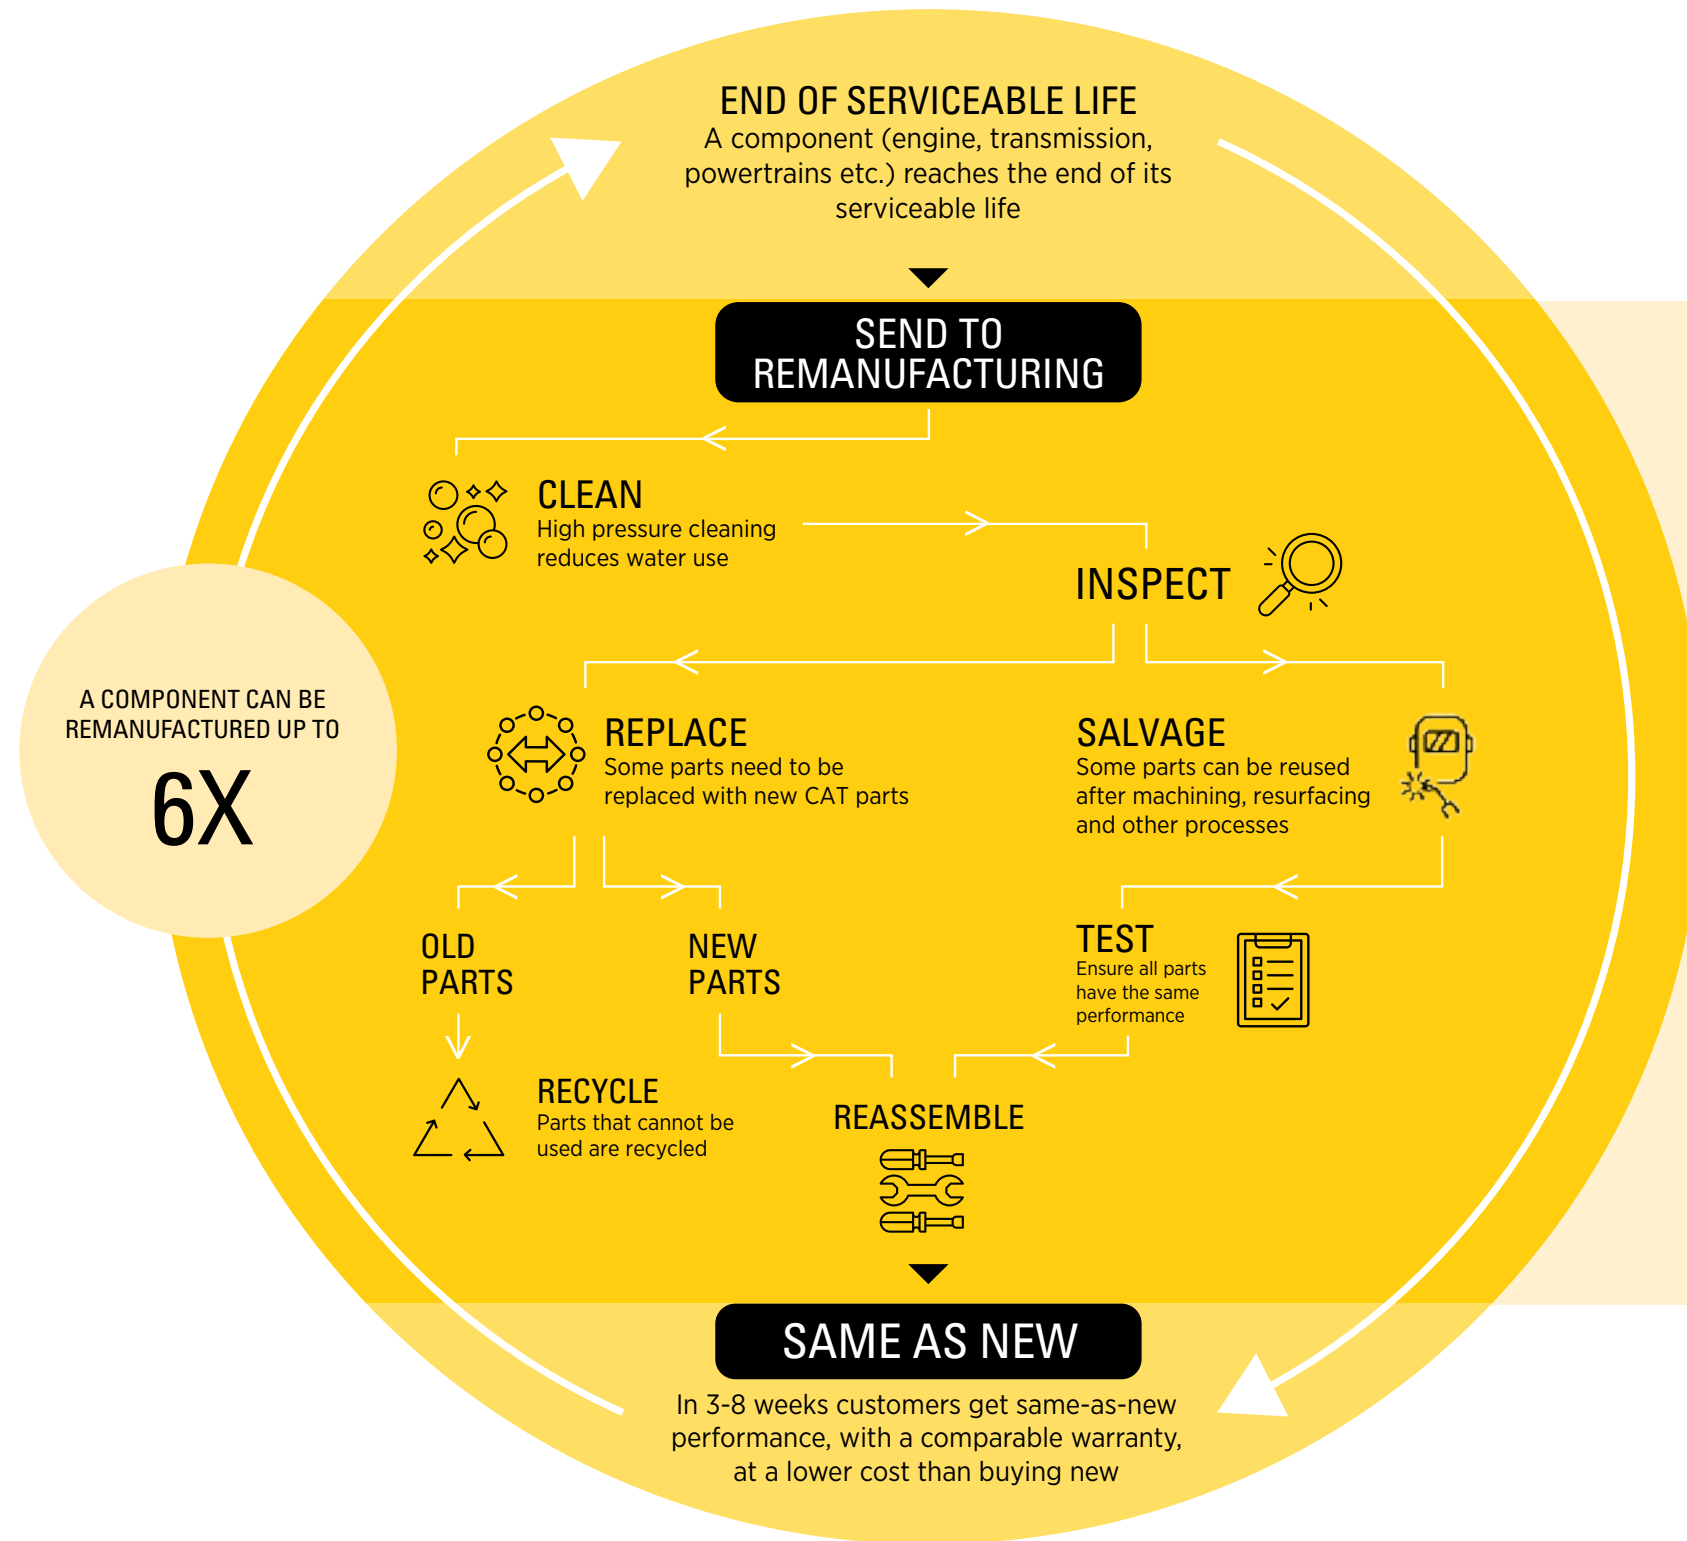 END OF SERVICEABLE LIFE
A component (engine, transmission,
powertrains etc.) reaches the end of its
serviceable life
SEND TO
REMANUFACTURING
CLEAN
High pressure cleaning
reduces water use
INSPECT
A COMPONENT CAN BE
REMANUFACTURED UP TO
6X
REPLACE
Some parts need to be
replaced with new CAT parts
SALVAGE
Some parts can be reused
after machining, resurfacing
and other processes
OLD
PARTS
NEW
PARTS
TEST
Ensure all parts
have the same
performance
RECYCLE
Parts that cannot be
used are recycled
REASSEMBLE
SAME AS NEW
In 3-8 weeks customers get same-as-new
performance, with a comparable warranty,
at a lower cost than buying new